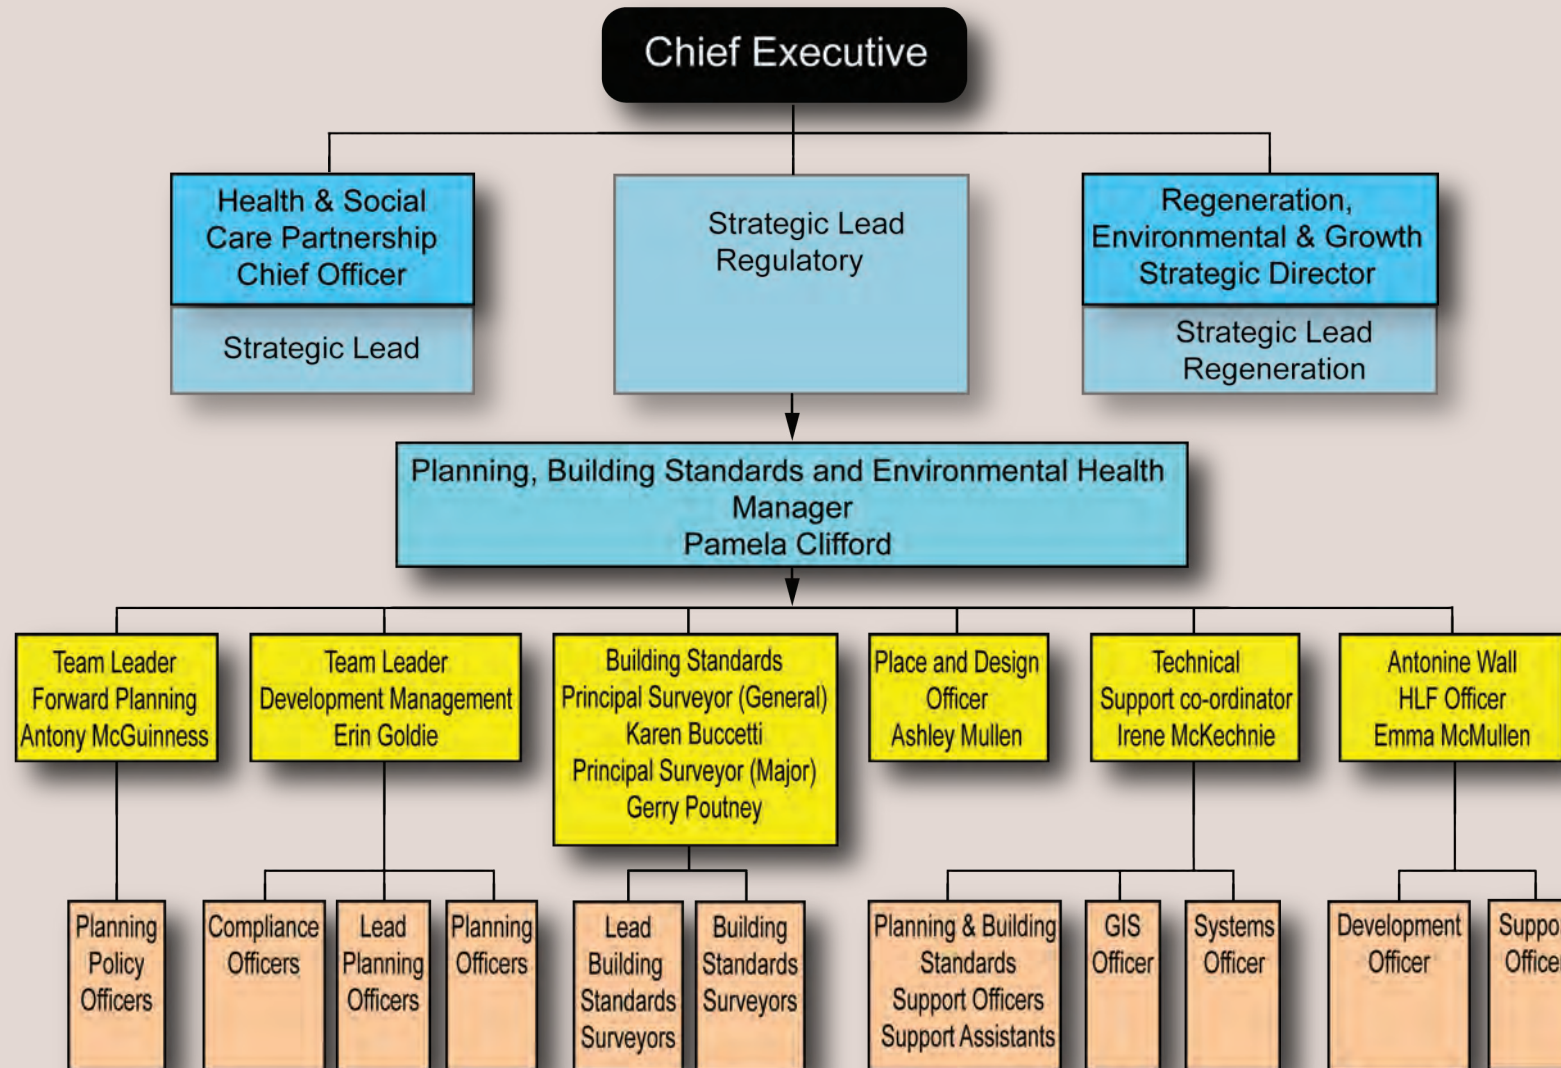 Chief Executive
Health & Social
Care Partnership
Chief Officer
Strategic Lead
Strategic Lead
Regulatory
Regeneration,
Environmental & Growth
Strategic Director
Strategic Lead
Regeneration
Planning, Building Standards and Environmental Health
Manager
Pamela Clifford
Team Leader
Forward Planning
Antony McGuinness
Team Leader
Development Management
Erin Goldie
Building Standards
Principal Surveyor (General)
Karen Buccetti
Principal Surveyor (Major)
Gerry Poutney
Place and Design
Officer
Ashley Mullen
Technical
Support co-ordinator
Irene McKechnie
Antonine Wall
HLF Officer
Emma McMullen
Planning
Policy
Officers
Compliance
Officers
Lead
Planning
Officers
Planning
Officers
Lead
Building
Standards
Surveyors
Building
Standards
Surveyors
Planning & Building
Standards
Support Officers
Support Assistants
GIS
Officer
Systems
Officer
Development
Officer
Support
Officer